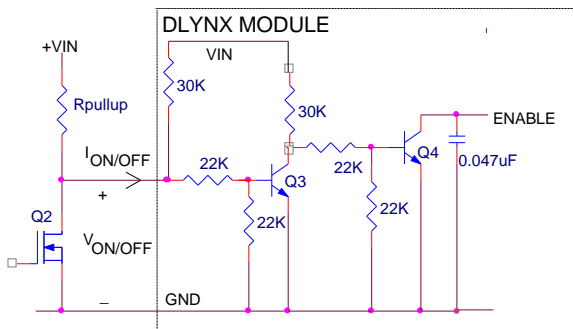 DLYNX MODULE
+VIN
VIN
30K
Rpullup
30K
ENABLE
I ON/OFF
22K
Q3
22K
Q4
0.047uF
+
22K
22K
Q2
V ON/OFF
_
GND